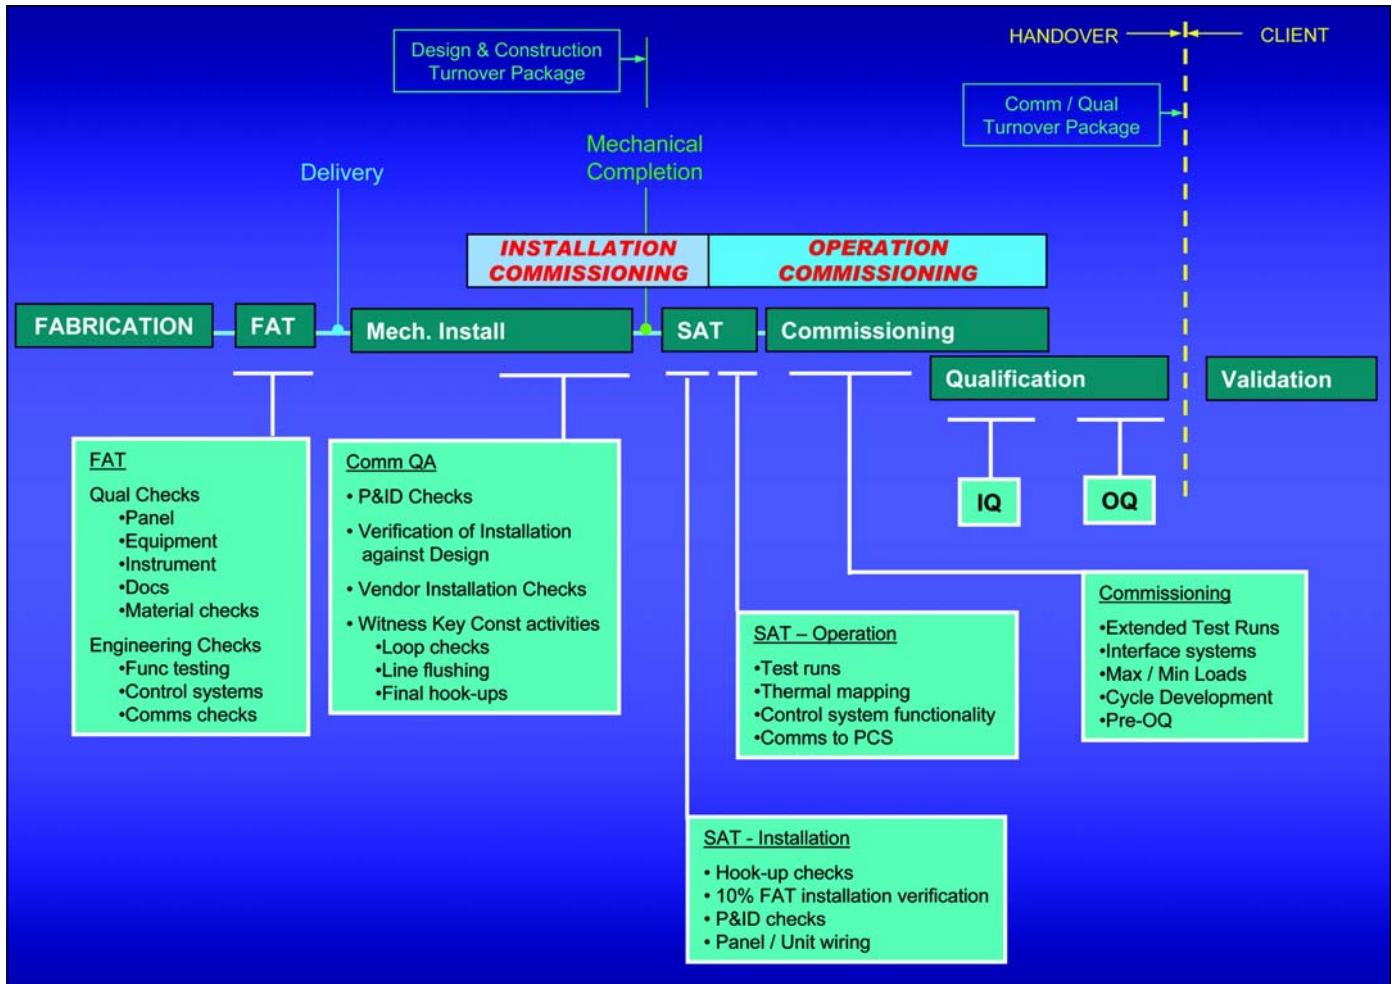 HANDOVER
CLIENT
Design & Construction
Turnover Package
Comm / Qual
Turnover Package
Mechanical
Completion
Delivery
INSTALLATION
COMMISSIONING
OPERATION
COMMISSIONING
FABRICATION
FAT
Mech. Install
SAT
Commissioning
Qualification
Validation
FAT
Qual Checks
•Panel
•Equipment
•Instrument
•Docs
•Material checks
Engineering Checks
•Func testing
•Control systems
•Comms checks
Comm QA
• P&ID Checks
• Verification of Installation
against Design
• Vendor Installation Checks
• Witness Key Const activities
•Loop checks
•Line flushing
•Final hook-ups
IQ
OQ
SAT – Operation
•Test runs
•Thermal mapping
•Control system functionality
•Comms to PCS
Commissioning
•Extended Test Runs
•Interface systems
•Max / Min Loads
•Cycle Development
•Pre-OQ
SAT - Installation
• Hook-up checks
• 10% FAT installation verification
• P&ID checks
• Panel / Unit wiring